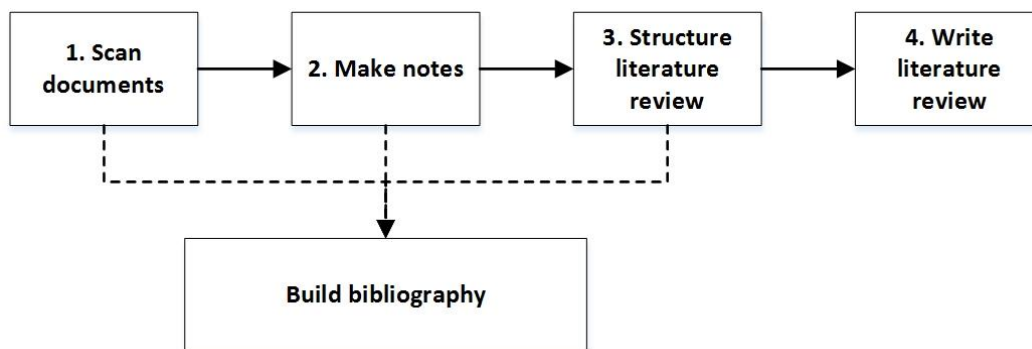 1. Scan
documents
2. Make notes
3. Structure
literature
review
4. Write
literature
review
Build bibliography